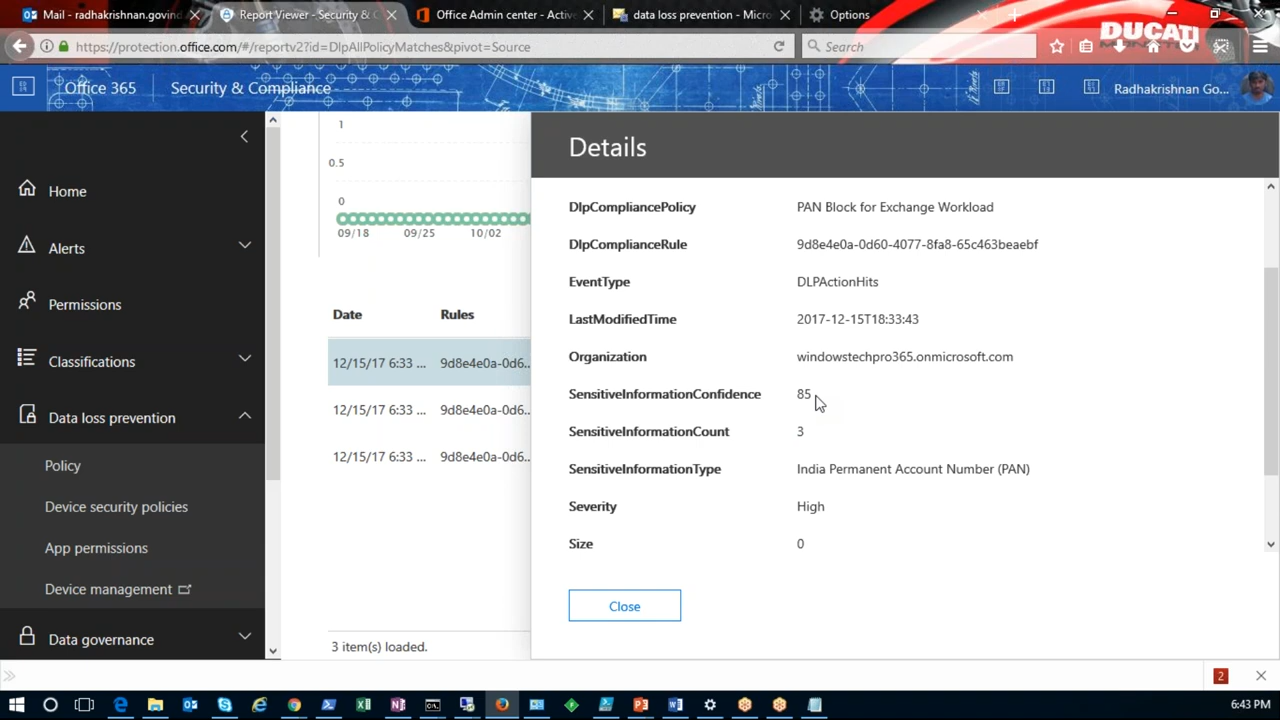 Mail - radhakrishnan.govind
Report Viewer - Security & C
Office Admin center - Active
data loss prevention - Micro
Options
https://protection.office.com/#/reportv2?id=DlpAllPolicyMatches&pivot=Source
Search
DUCATI
Office 365
Security & Compliance
Radhakrishnan Go...
Home
Alerts
Permissions
Classifications
Data loss prevention
Policy
Device security policies
App permissions
Device management
Data governance
1
0.5
0
09/18 09/25 10/02
Date Rules
12/15/17 6:33 ... 9d8e4e0a-0d6..
12/15/17 6:33 ... 9d8e4e0a-0d6..
12/15/17 6:33 ... 9d8e4e0a-0d6..
3 item(s) loaded.
Details
DlpCompliancePolicy PAN Block for Exchange Workload
DlpComplianceRule 9d8e4e0a-0d60-4077-8fa8-65c463beaebf
EventType DLPActionHits
LastModifiedTime 2017-12-15T18:33:43
Organization windowstechpro365.onmicrosoft.com
SensitiveInformationConfidence 85
SensitiveInformationCount 3
SensitiveInformationType India Permanent Account Number (PAN)
Severity High
Size 0
Close
2
6:43 PM